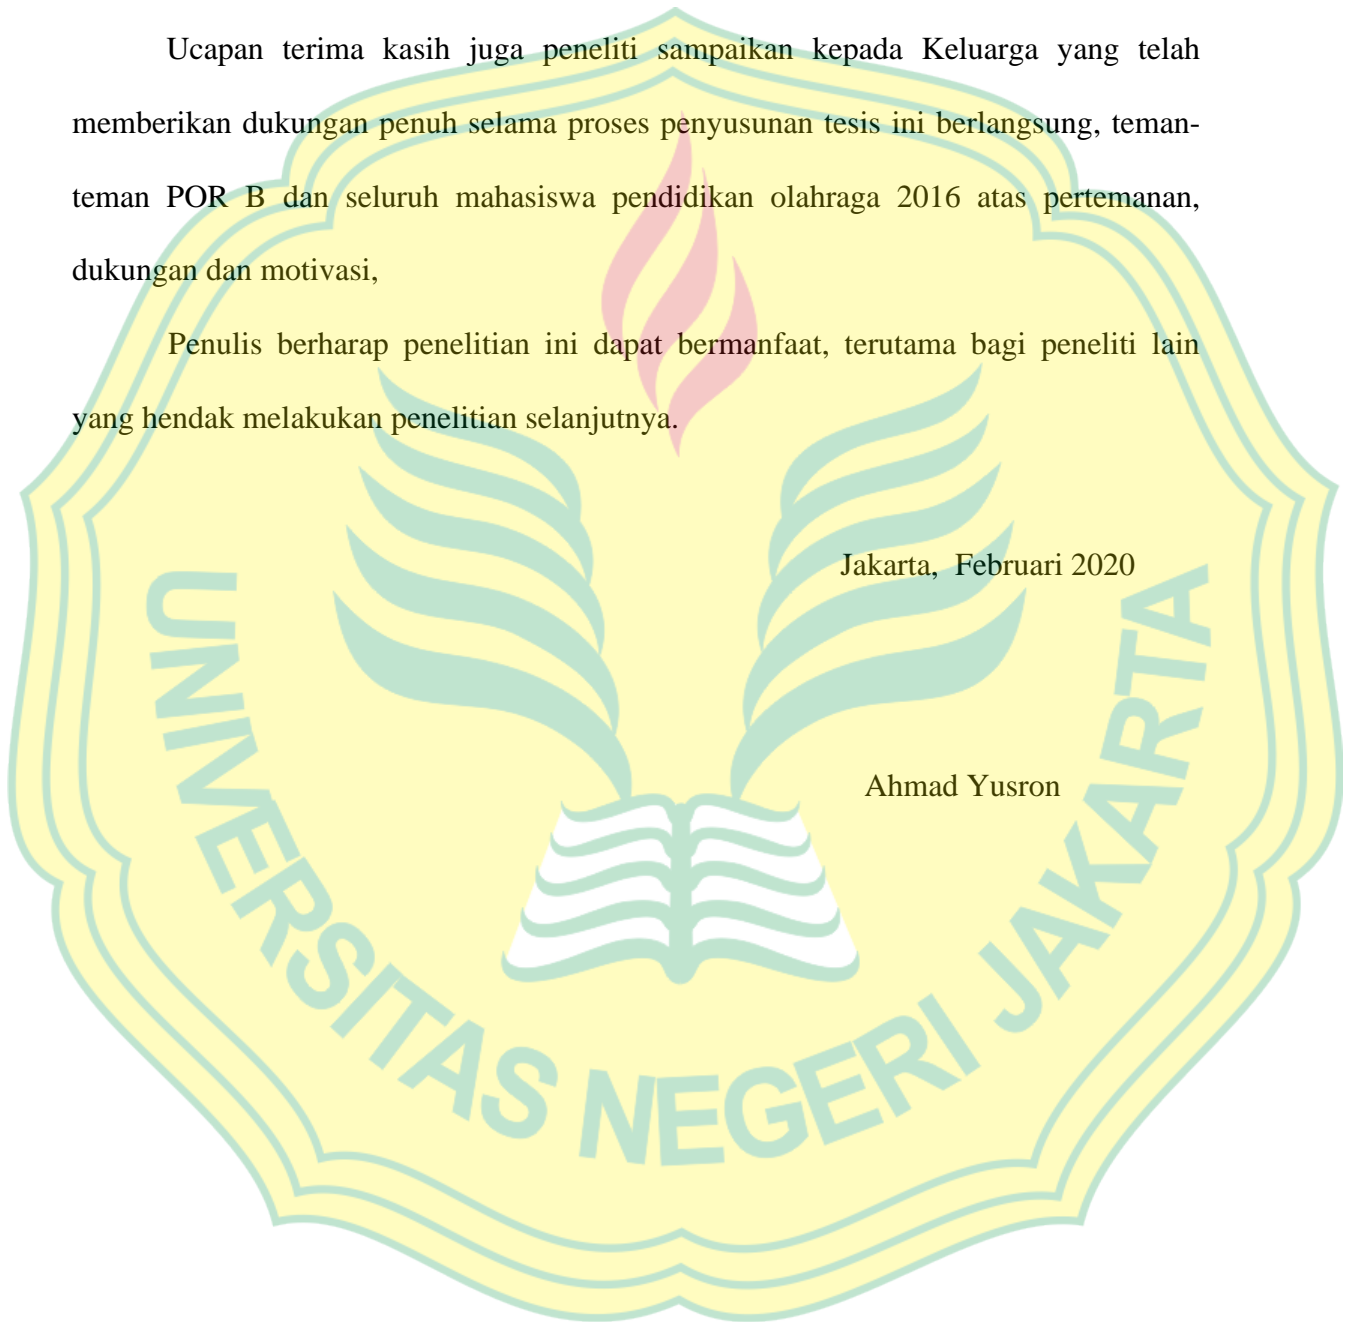 Ucapan terima kasih juga peneliti sampaikan kepada Keluarga yang telah
memberikan dukungan penuh selama proses penyusunan tesis ini berlangsung, teman-
teman POR B dan seluruh mahasiswa pendidikan olahraga 2016 atas pertemanan,
dukungan dan motivasi,
Penulis berharap penelitian ini dapat bermanfaat, terutama bagi peneliti lain
yang hendak melakukan penelitian selanjutnya.
Jakarta, Februari 2020
Ahmad Yusron
UNIVERSITAS NEGERI JAKARTA